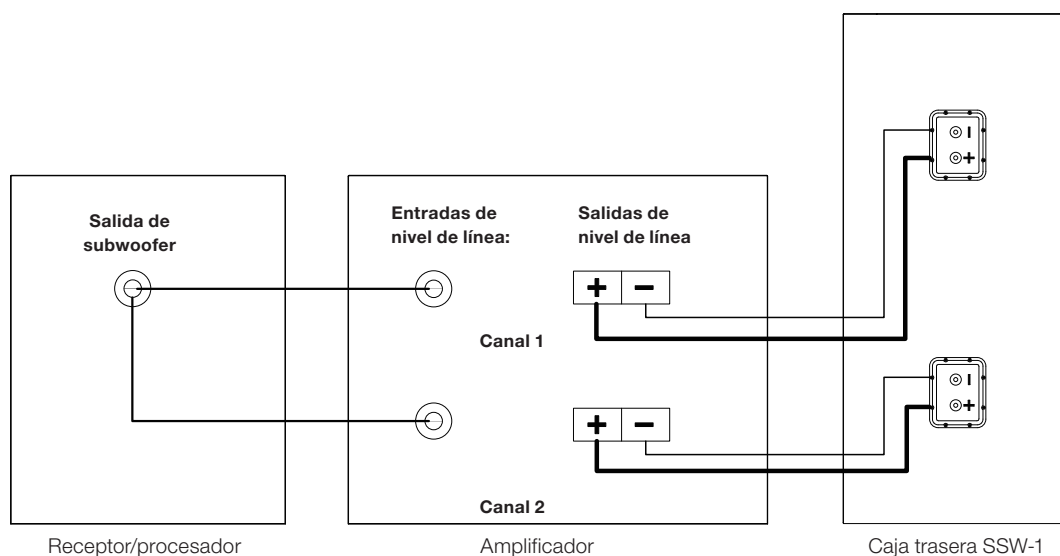 Salida de
subwoofer
Entradas de
nivel de línea:
Salidas de
nivel de línea
+ −
Canal 1
+ −
Canal 2
−
+
−
+
Receptor/procesador
Amplificador
Caja trasera SSW-1